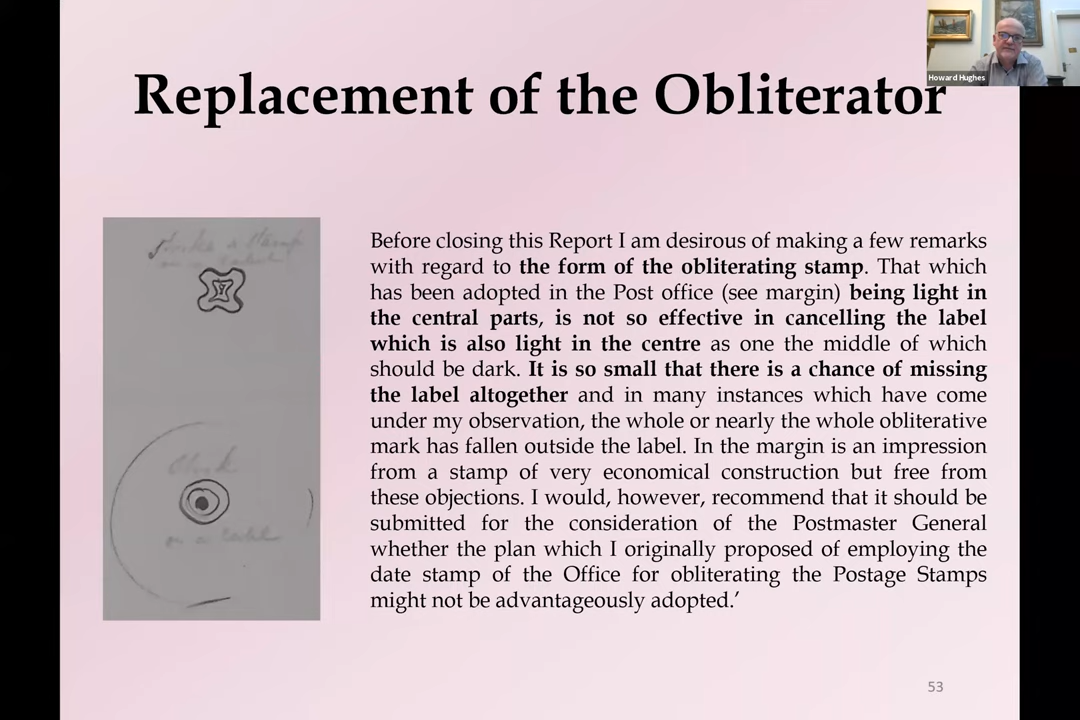 Howard Hughes
Replacement of the Obliterator
Before closing this Report I am desirous of making a few remarks
with regard to the form of the obliterating stamp. That which
has been adopted in the Post office (see margin) being light in
the central parts, is not so effective in cancelling the label
which is also light in the centre as one the middle of which
should be dark. It is so small that there is a chance of missing
the label altogether and in many instances which have come
under my observation, the whole or nearly the whole obliterative
mark has fallen outside the label. In the margin is an impression
from a stamp of very economical construction but free from
these objections. I would, however, recommend that it should be
submitted for the consideration of the Postmaster General
whether the plan which I originally proposed of employing the
date stamp of the Office for obliterating the Postage Stamps
might not be advantageously adopted.’
53